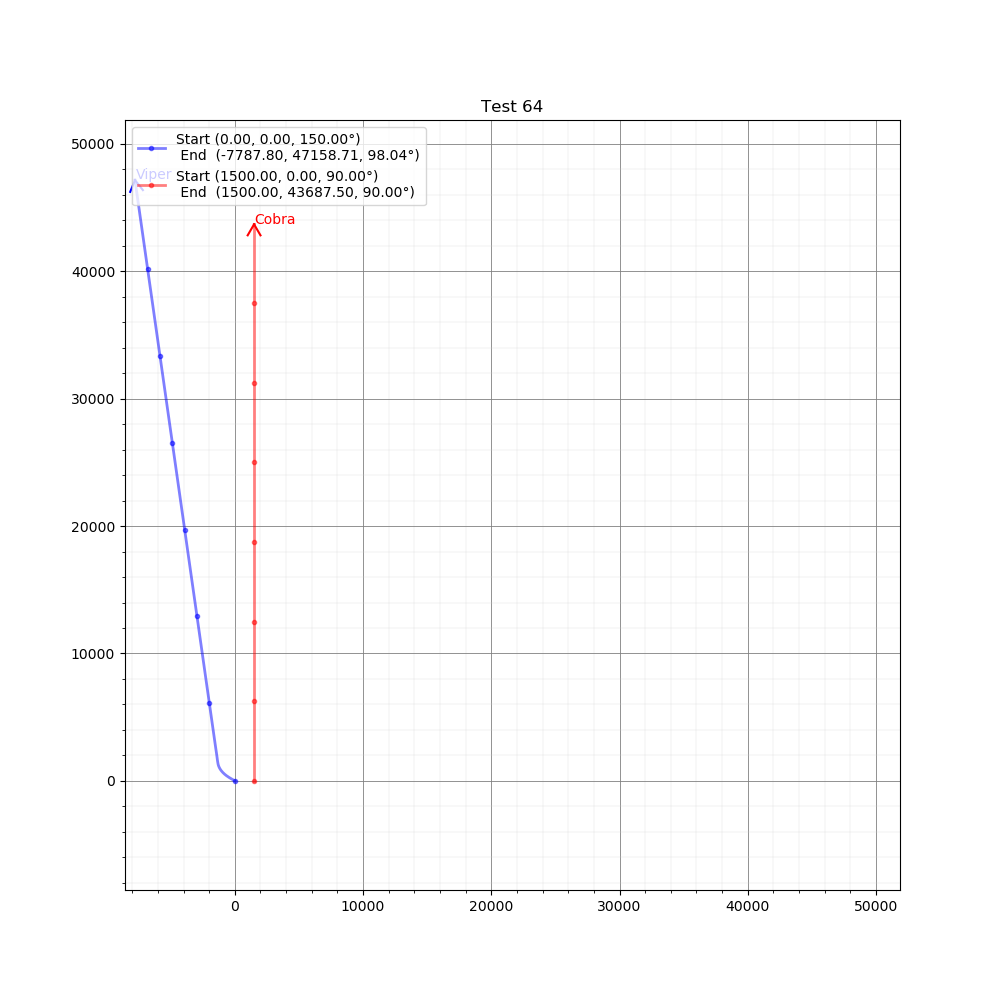 Test 64
Start (0.00, 0.00, 150.00°)
End (-7787.80, 47158.71, 98.04°)
Start (1500.00, 0.00, 90.00°)
End (1500.00, 43687.50, 90.00°)
Viper
Cobra
50000
40000
30000
20000
10000
0
0 10000 20000 30000 40000 50000